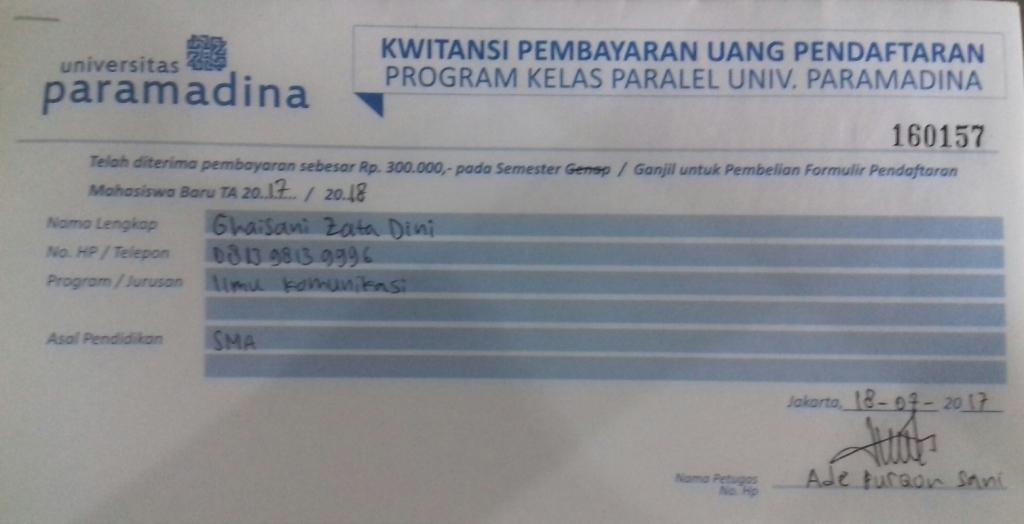 universitas
paramadina
KWITANSI PEMBAYARAN UANG PENDAFTARAN
PROGRAM KELAS PARALEL UNIV. PARAMADINA
160157
Telah diterima pembayaran sebesar Rp. 300.000,- pada Semester Genap / Ganjil untuk Pembelian Formulir Pendaftaran
Mahasiswa Baru TA 20.17.. / 20.18
Nama Lengkap Ghaisani Zata Dini
No. HP / Telepon 081398139996
Program / Jurusan Ilmu komunikasi
Asal Pendidikan SMA
Jakarta, 18-07-2017
Nama Petugas Ade Furqon Sani
No. Hp